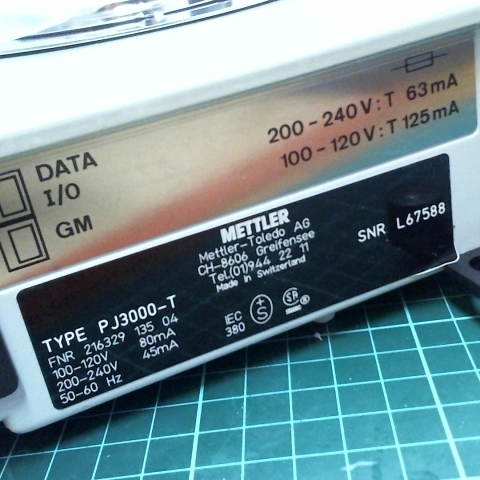 DATA
I/O
GM
200-240V:T 63mA
100-120V:T 125mA
METTLER
Mettler-Toledo AG
CH-8606 Greifensee
Tel.(01)944 22 11
Made in Switzerland
SNR L67588
TYPE PJ3000-T
FNR 216329 135 04
100-120V 80mA
200-240V 45mA
50-60 Hz
IEC
380
+S